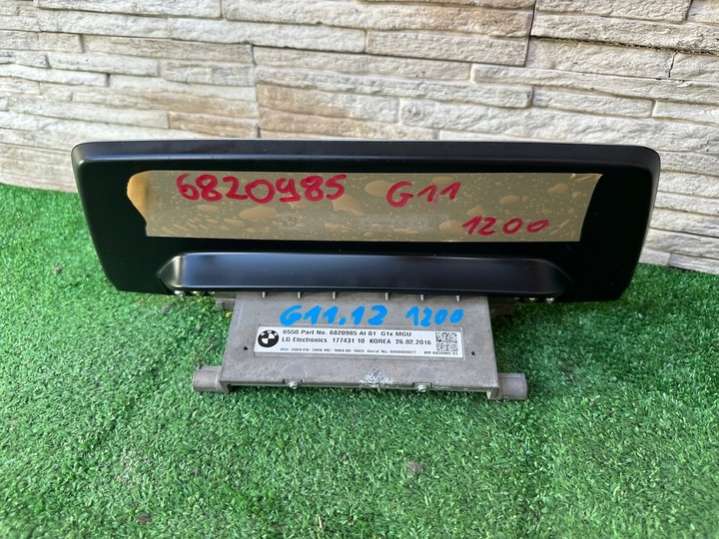 6820985 G11
1200
G11.12 1200
6550 Part No. 6820985 AI 01 G1x MGU
LG Electronics 177431 10 KOREA 26.02.2016